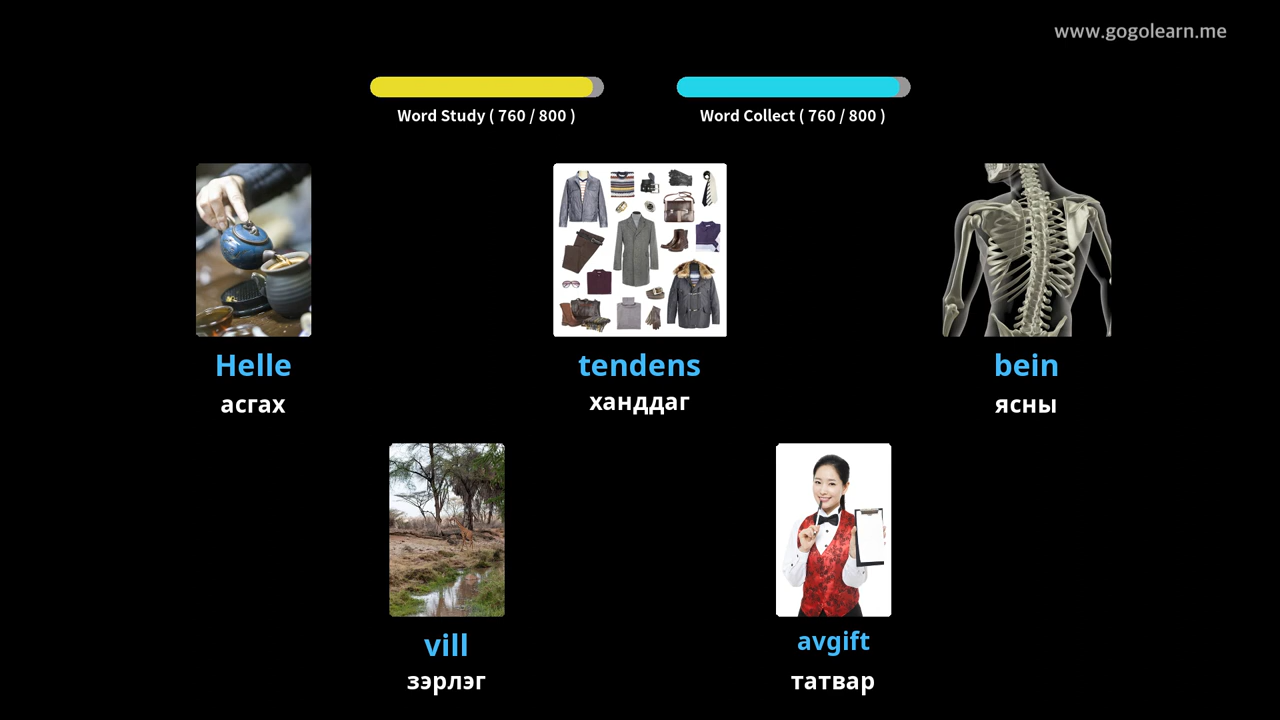 www.gogolearn.me
Word Study ( 760 / 800 )
Word Collect ( 760 / 800 )
Helle
асгах
tendens
ханддаг
bein
ясны
vill
зэрлэг
avgift
татвар